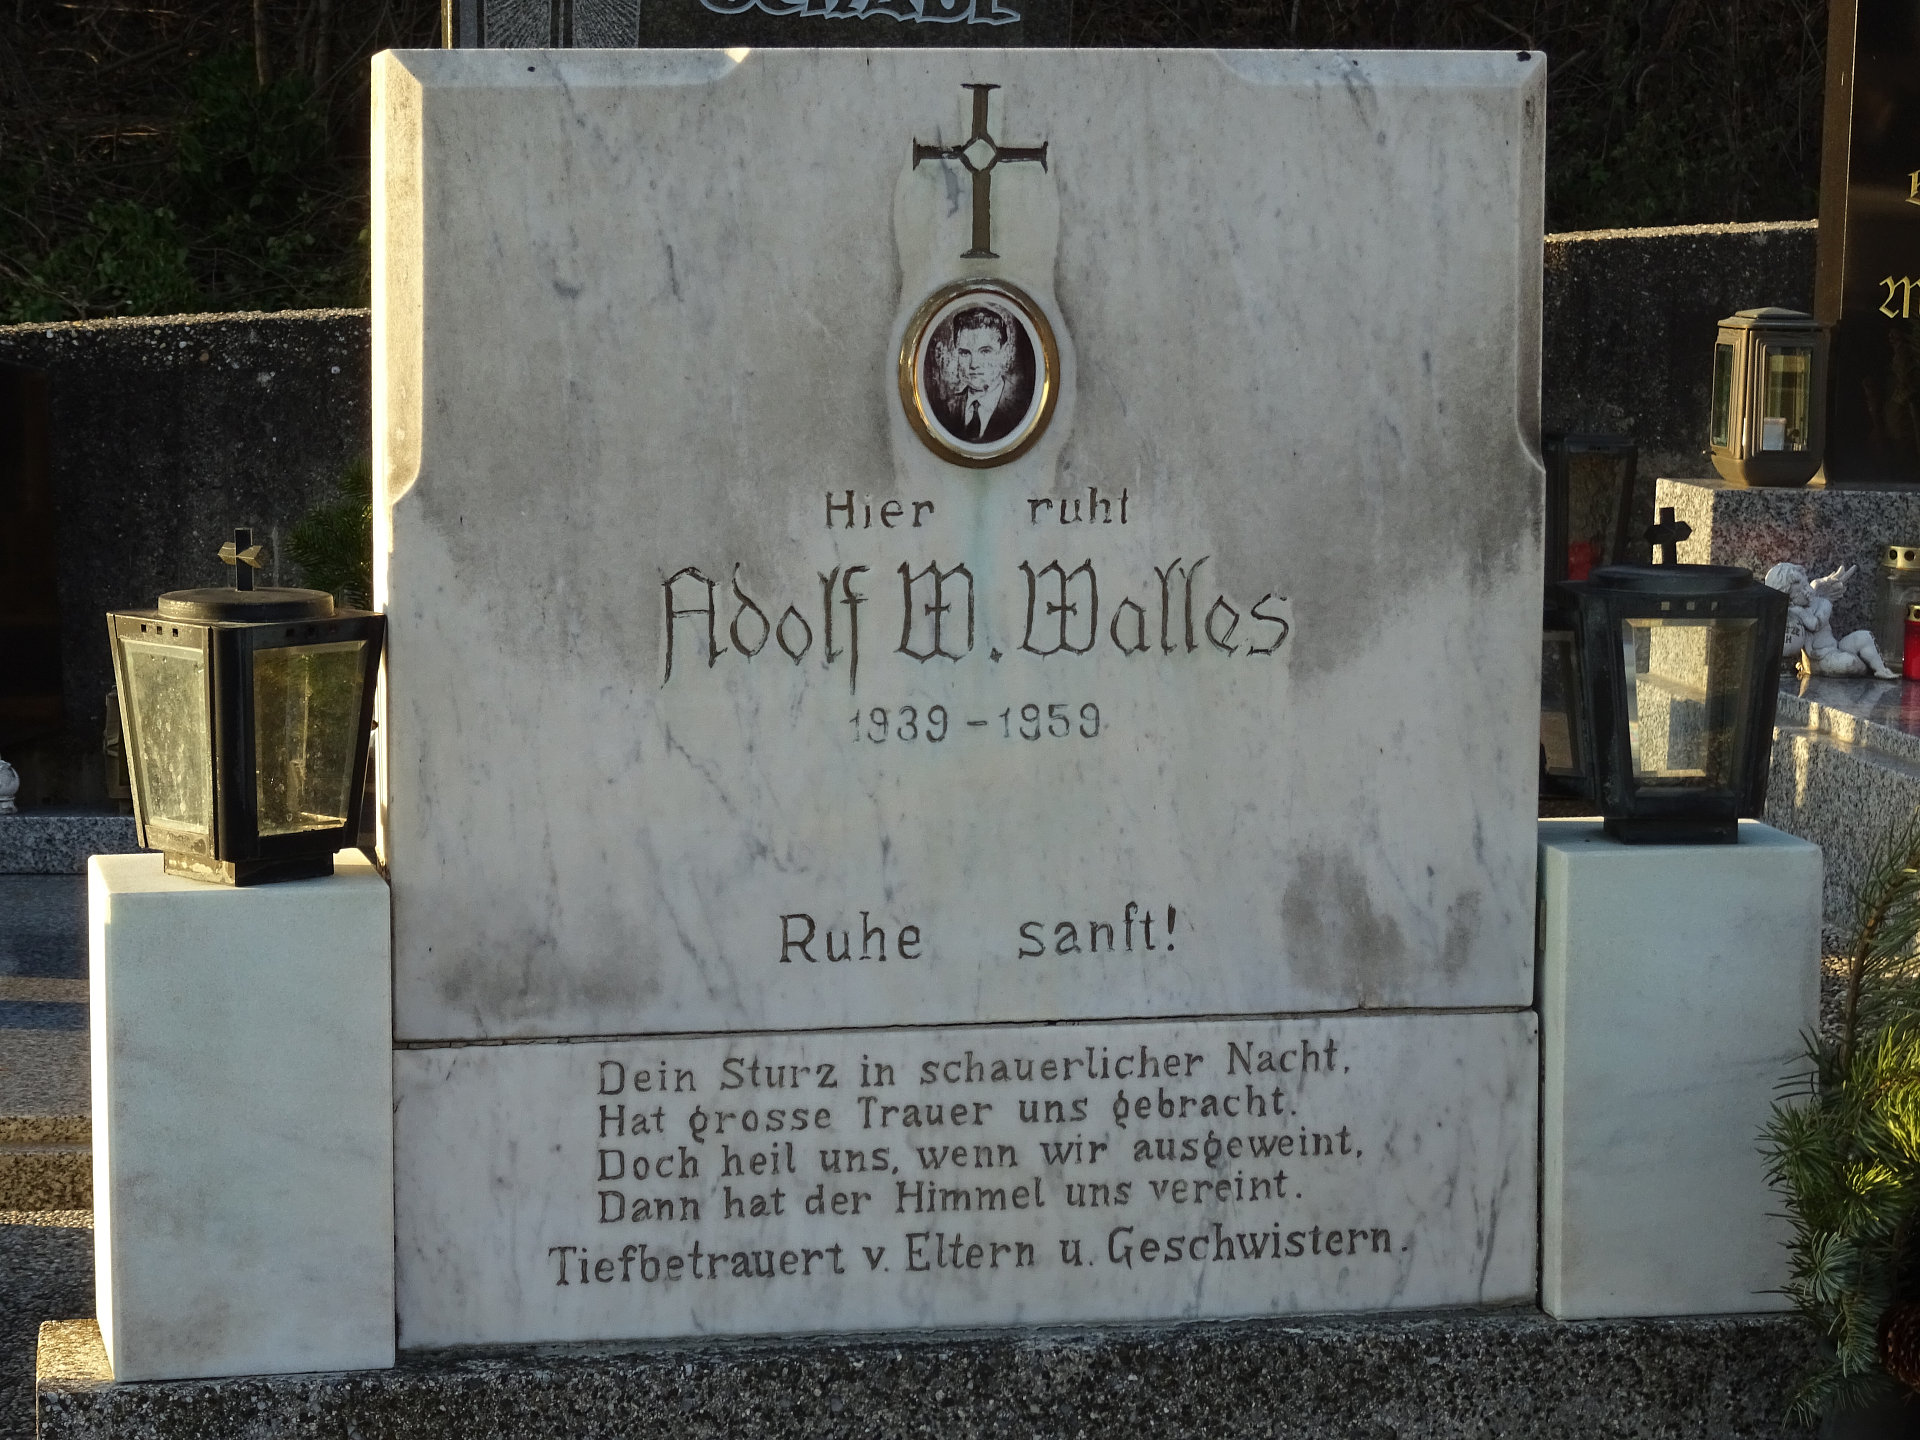 Hier ruht
Adolf W. Walles
1939-1959
Ruhe sanft!
Dein Sturz in schauerlicher Nacht,
Hat grosse Trauer uns gebracht.
Doch heil uns, wenn wir ausgeweint,
Dann hat der Himmel uns vereint.
Tiefbetrauert v. Eltern u. Geschwistern.